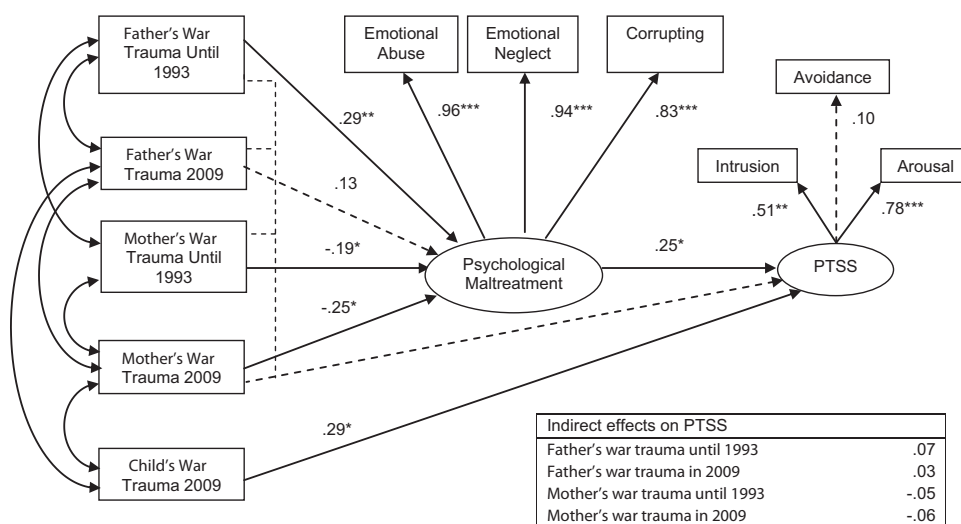 Father's War
Trauma Until
1993
Emotional
Abuse
Emotional
Neglect
Corrupting
Avoidance
.29**
.96***
.94***
.83***
.10
Father's War
Trauma 2009
.13
Intrusion
Arousal
.51**
.78***
Mother's War
Trauma Until
1993
-.19*
Psychological
Maltreatment
.25*
PTSS
-.25*
Mother's War
Trauma 2009
.29*
Child's War
Trauma 2009
Indirect effects on PTSS
Father's war trauma until 1993 .07
Father's war trauma in 2009 .03
Mother's war trauma until 1993 -.05
Mother's war trauma in 2009 -.06